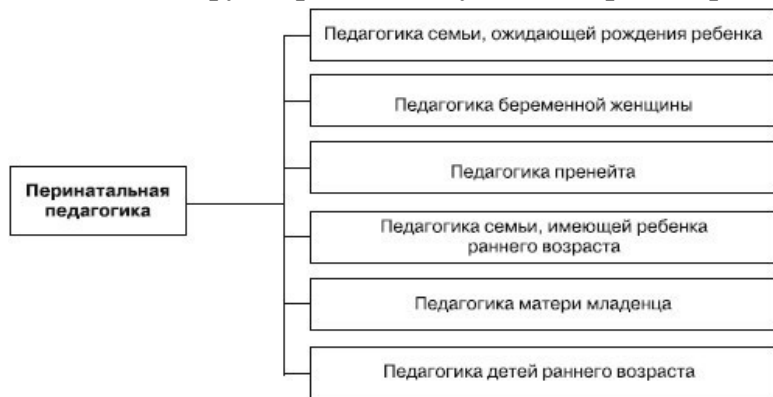 Педагогика семьи, ожидающей рождения ребенка
Педагогика беременной женщины
Педагогика пренейта
Перинатальная
педагогика
Педагогика семьи, имеющей ребенка
раннего возраста
Педагогика матери младенца
Педагогика детей раннего возраста